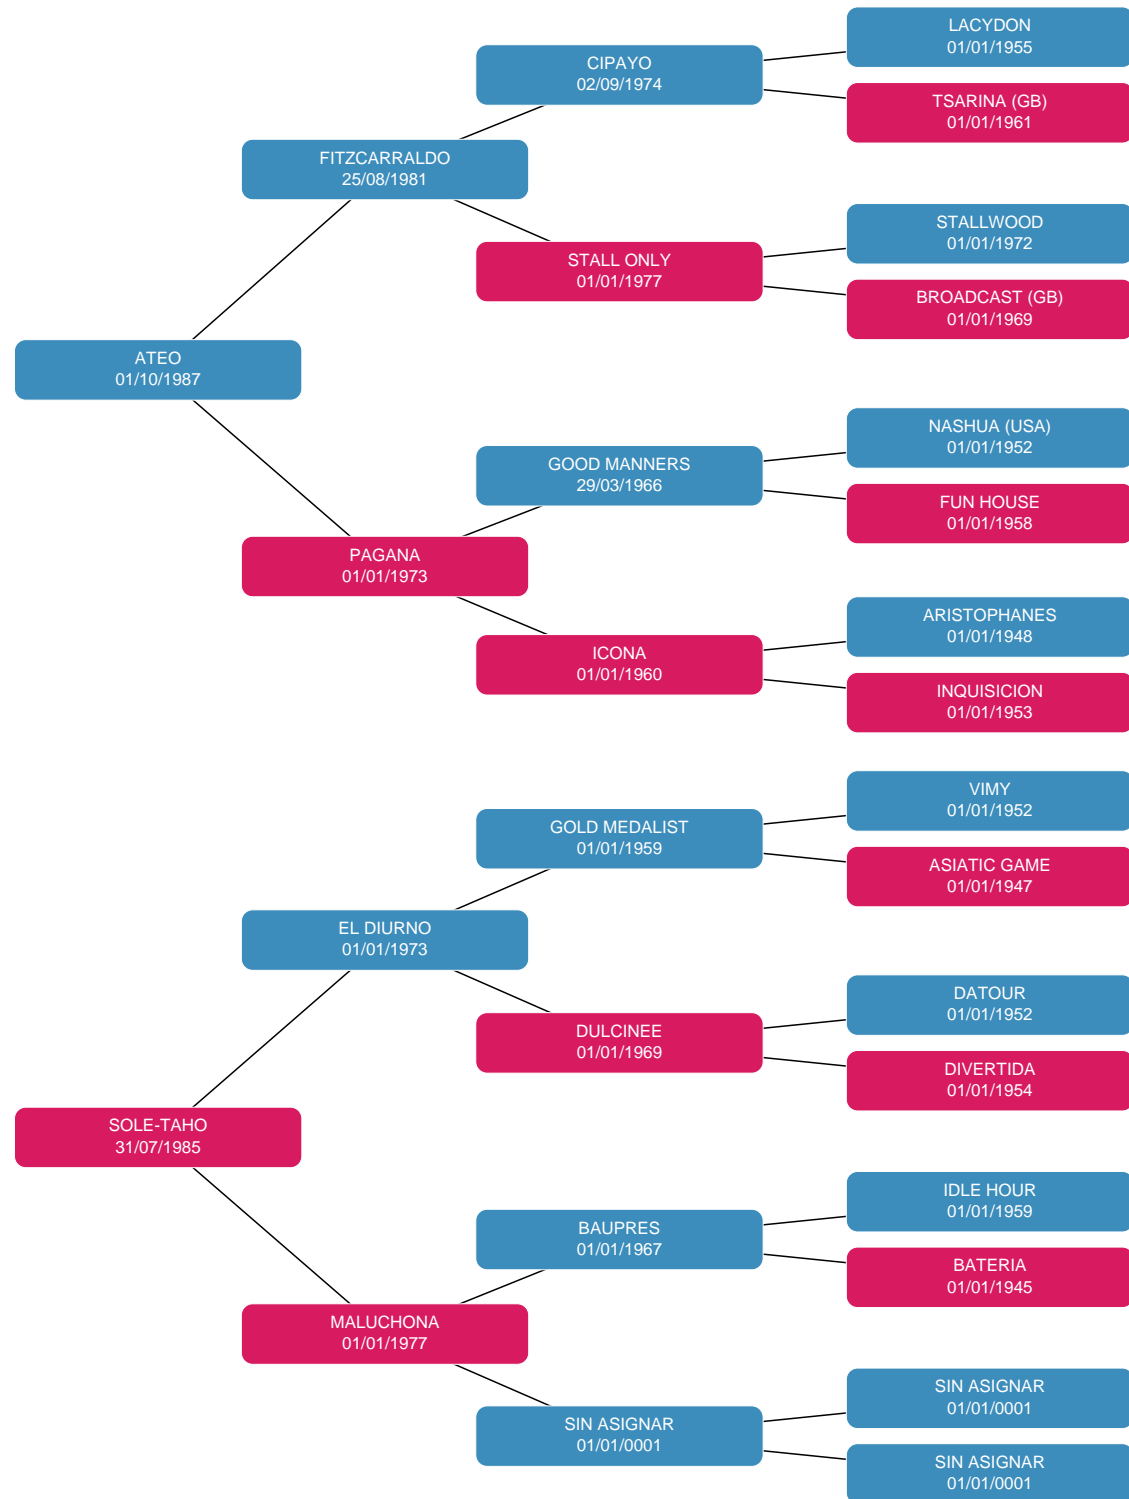 LACYDON
01/01/1955
CIPAYO
02/09/1974
TSARINA (GB)
01/01/1961
FITZCARRALDO
25/08/1981
STALLWOOD
01/01/1972
STALL ONLY
01/01/1977
BROADCAST (GB)
01/01/1969
ATEO
01/10/1987
NASHUA (USA)
01/01/1952
GOOD MANNERS
29/03/1966
FUN HOUSE
01/01/1958
PAGANA
01/01/1973
ARISTOPHANES
01/01/1948
ICONA
01/01/1960
INQUISICION
01/01/1953
VIMY
01/01/1952
GOLD MEDALIST
01/01/1959
ASIATIC GAME
01/01/1947
EL DIURNO
01/01/1973
DATOUR
01/01/1952
DULCINEE
01/01/1969
DIVERTIDA
01/01/1954
SOLE-TAHO
31/07/1985
IDLE HOUR
01/01/1959
BAUPRES
01/01/1967
BATERIA
01/01/1945
MALUCHONA
01/01/1977
SIN ASIGNAR
01/01/0001
SIN ASIGNAR
01/01/0001
SIN ASIGNAR
01/01/0001